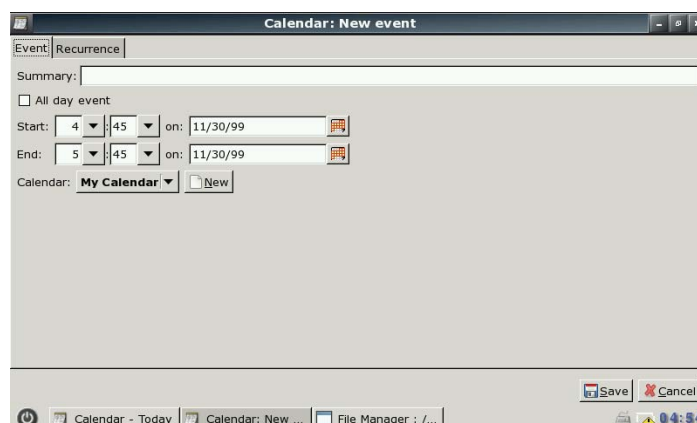 Calendar: New event
Event Recurrence
Summary:
All day event
Start: 4 : 45 on: 11/30/99
End: 5 : 45 on: 11/30/99
Calendar: My Calendar New
Save Cancel
Calendar - Today Calendar: New ... File Manager : /...